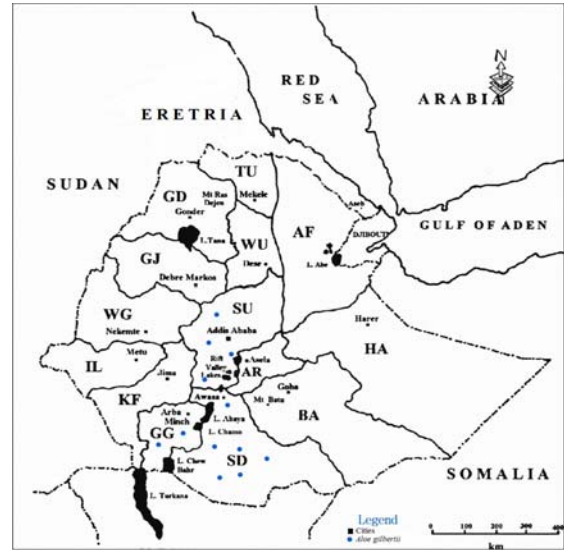 N
RED
SEA
ARABIA
ERETRIA
SUDAN
TU
Mekele
GD
Mt Ras
Dejen
Gonder
L.Tana
AF
Aseb
DJIBOUTI
GULF OF ADEN
L. Abe
WU
Dese
GJ
Debre Markos
SU
Addis Ababa
WG
Nekemte
Harer
HA
IL
Metu
Jima
Rift
Valley
Lakes
Asela
AR
KF
Awasa
Goba
Mt Batu
BA
Arba
Minch
L. Abaya
L. Chamo
GG
SD
L. Chew
Bahr
SOMALIA
L. Turkana
Legend
Cities
Aloe gilbertii
0 100 200 300 400
km